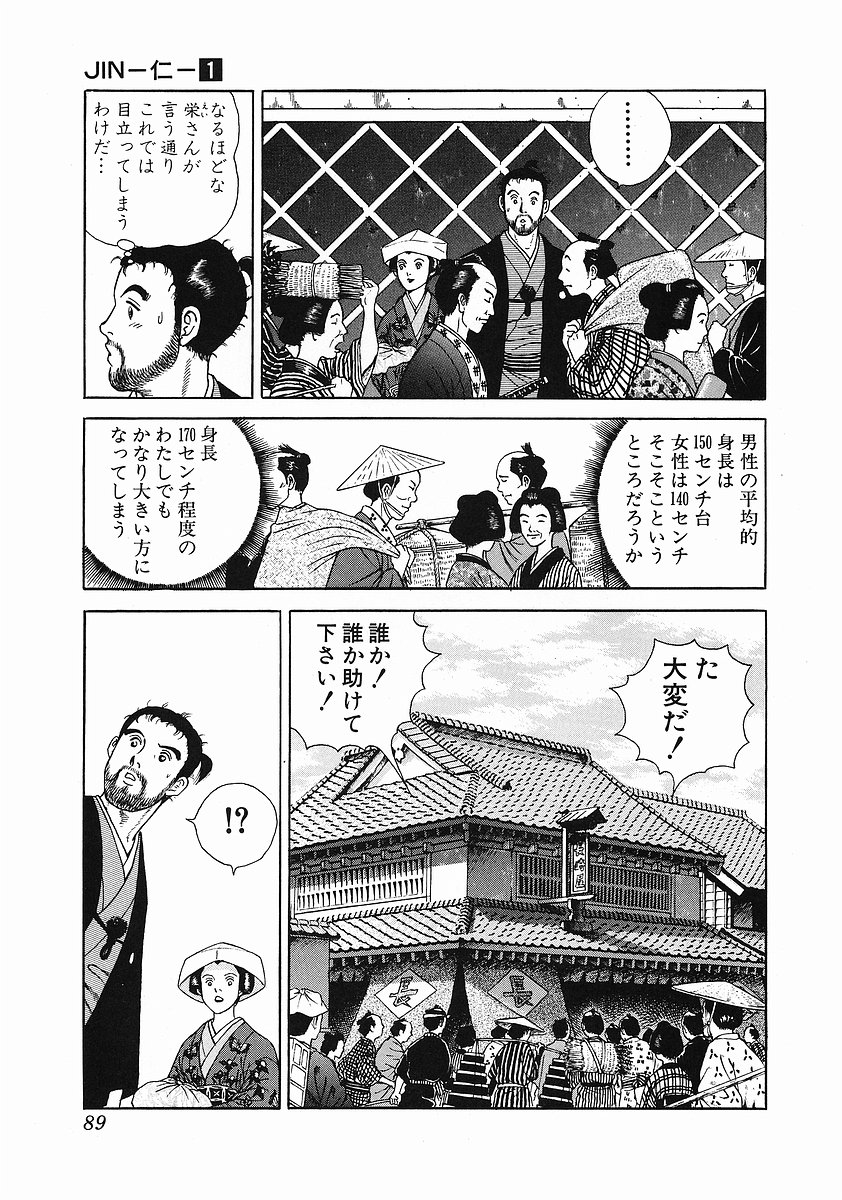 JIN－仁－1
………
なるほどな
栄さんが
えい
言う通り
これでは
目立ってしまう
わけだ…
男性の平均的
身長は
150センチ台
女性は140センチ
そこそこという
ところだろうか
身長
170センチ程度の
わたしでも
かなり大きい方に
なってしまう
た
大変だ！
誰か！
誰か助けて
下さい！
長
長
!?
89